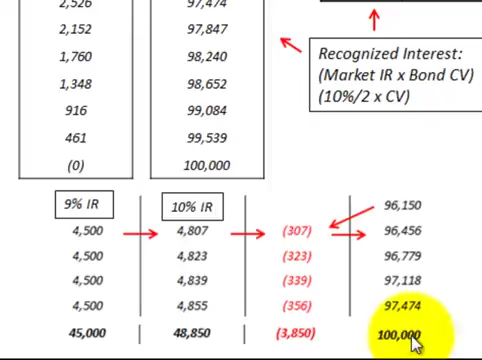 2,526 97,474
2,152 97,847
1,760 98,240
1,348 98,652
916 99,084
461 99,539
(0) 100,000
Recognized Interest:
(Market IR x Bond CV)
(10%/2 x CV)
9% IR 10% IR 96,150
4,500 4,807 (307) 96,456
4,500 4,823 (323) 96,779
4,500 4,839 (339) 97,118
4,500 4,855 (356) 97,474
45,000 48,850 (3,850) 100,000